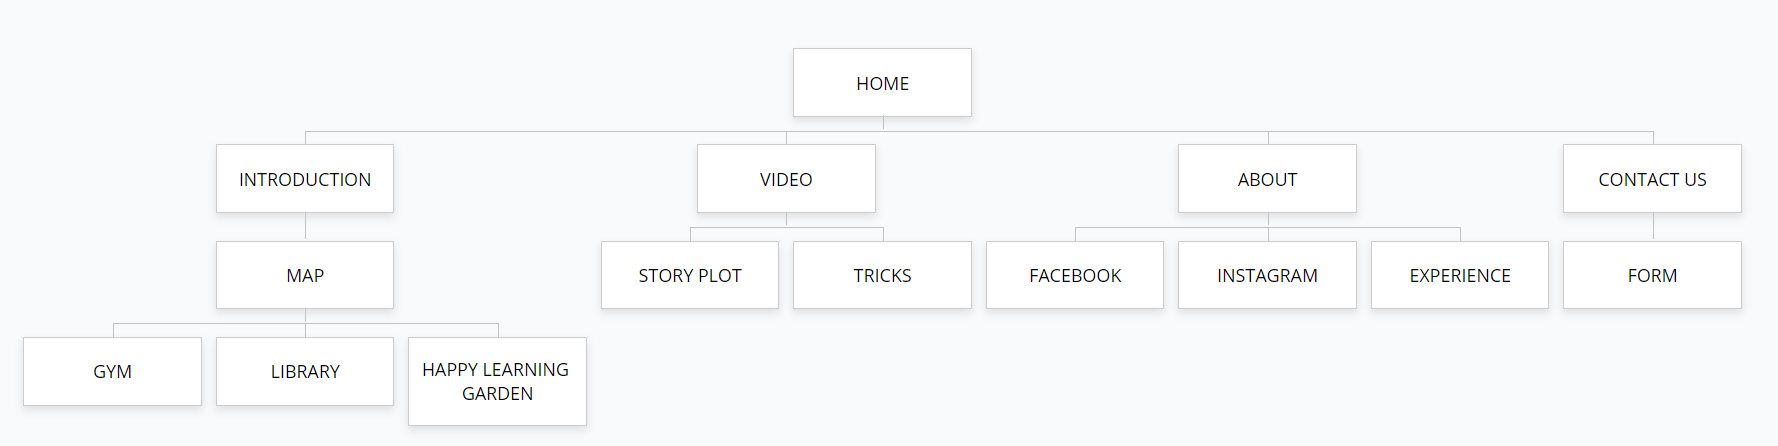 HOME
INTRODUCTION
VIDEO
ABOUT
CONTACT US
MAP
STORY PLOT
TRICKS
FACEBOOK
INSTAGRAM
EXPERIENCE
FORM
GYM
LIBRARY
HAPPY LEARNING
GARDEN